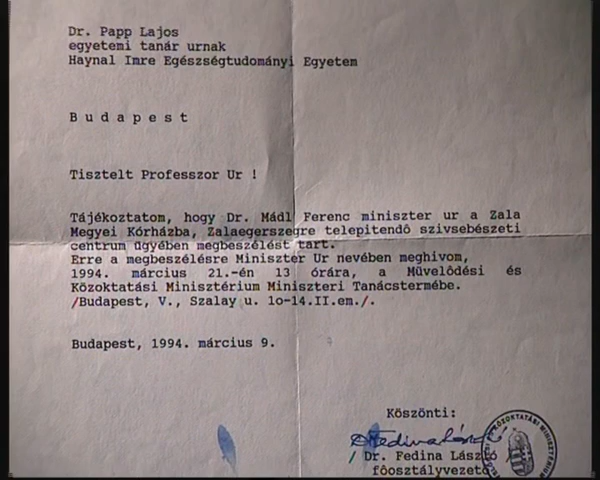 Dr. Papp Lajos
egyetemi tanár urnak
Haynal Imre Egészségtudományi Egyetem
B u d a p e s t
Tisztelt Professzor Ur !
Tájékoztatom, hogy Dr. Mádl Ferenc miniszter ur a Zala
Megyei Kórházba, Zalaegerszegre telepitendő szivsebészeti
centrum ügyében megbeszélést tart.
Erre a megbeszélésre Miniszter Ur nevében meghivom,
1994. március 21.-én 13 órára, a Müvelődési és
Közoktatási Minisztérium Miniszteri Tanácstermébe.
/Budapest, V., Szalay u. 1o-14.II.em./.
Budapest, 1994. március 9.
Köszönti:
/ Dr. Fedina László
főosztályvezető